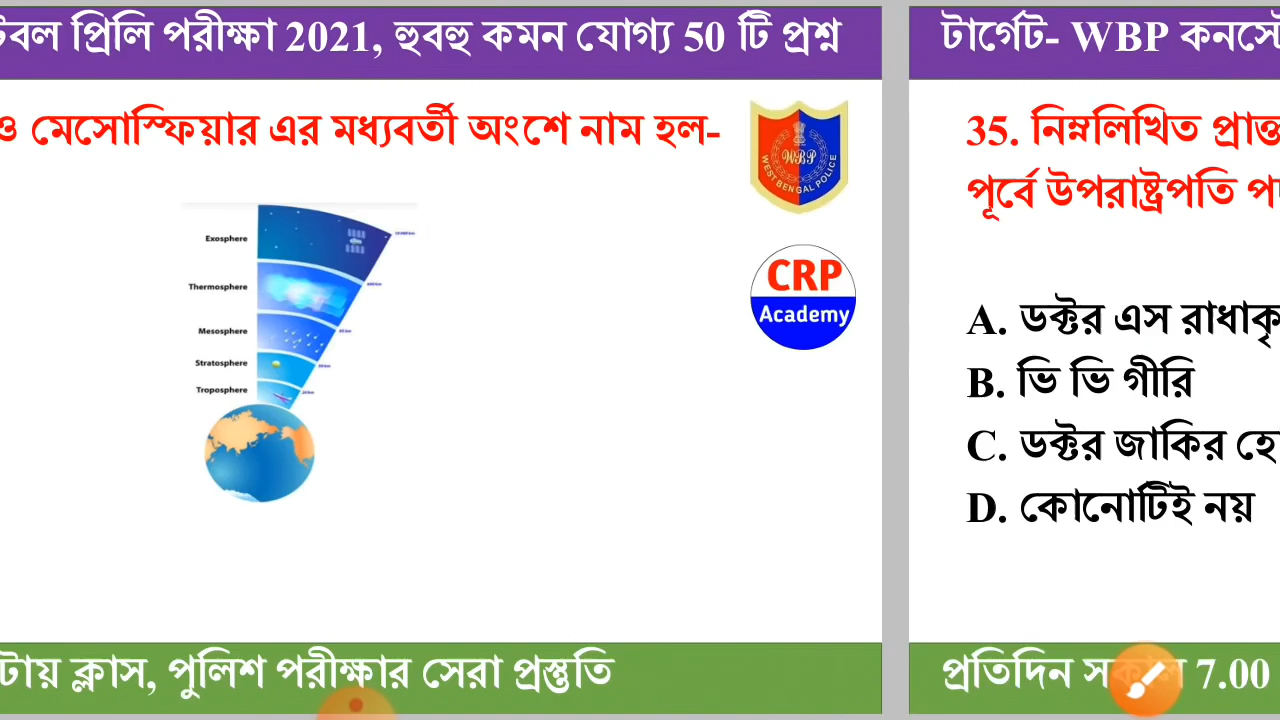 টেবল প্রিলি পরীক্ষা 2021, হুবহু কমন যোগ্য 50 টি প্রশ্ন
ও মেসোস্ফিয়ার এর মধ্যবর্তী অংশে নাম হল-
WBP
WEST BENGAL POLICE
Exosphere
Thermosphere
Mesosphere
Stratosphere
Troposphere
CRP
Academy
টায় ক্লাস, পুলিশ পরীক্ষার সেরা প্রস্তুতি
টার্গেট- WBP কনস্টে
35. নিম্নলিখিত প্রাক্ত
পূর্বে উপরাষ্ট্রপতি
A. ডক্টর এস রাধাকৃ
B. ভি ভি গীরি
C. ডক্টর জাকির হো
D. কোনোটিই নয়
প্রতিদিন 7.00